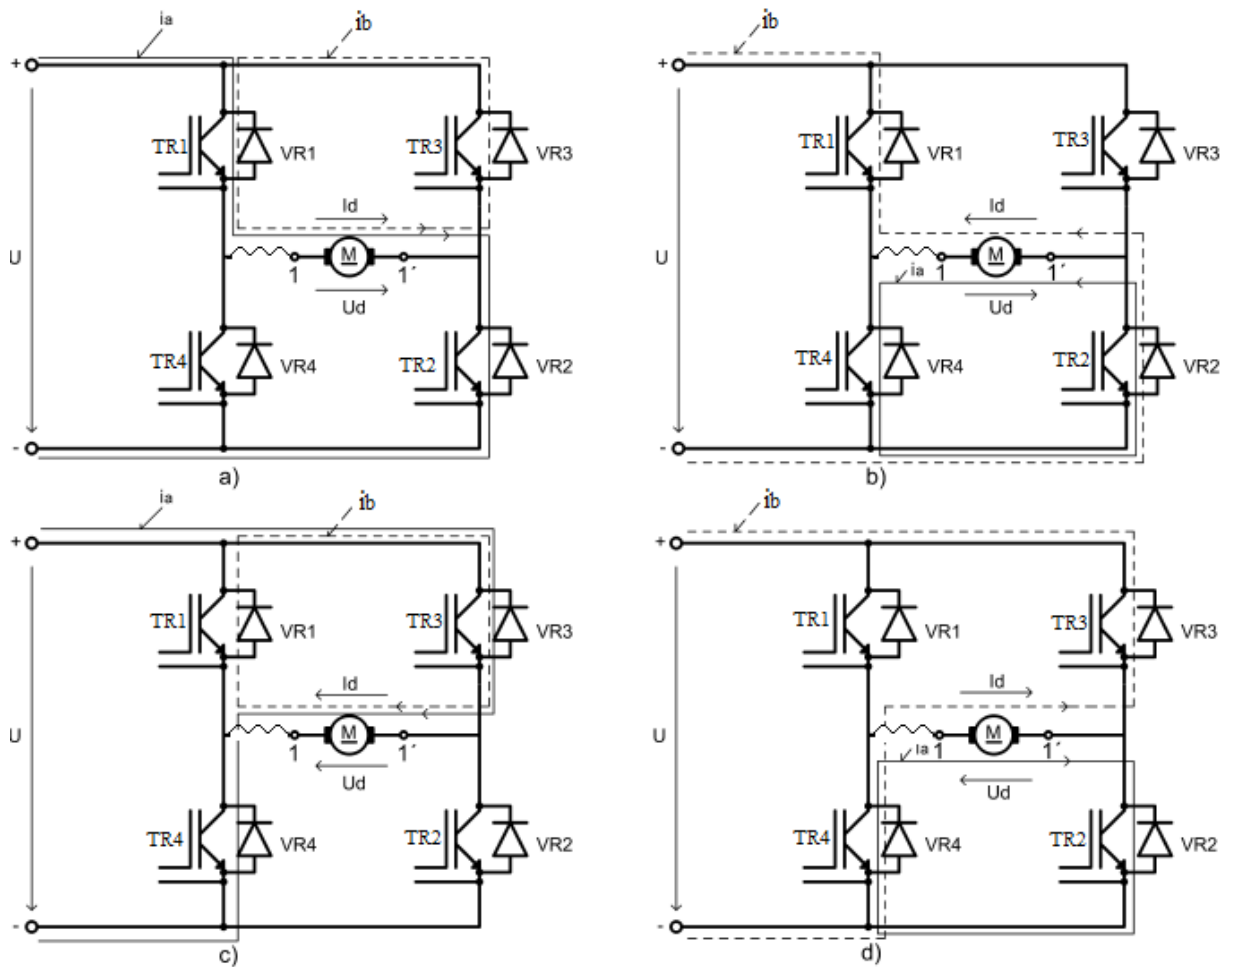 ia ib
+
TR1 VR1 TR3 VR3
Id
U
M
1 1´
Ud
TR4 VR4 TR2 VR2
-
a)
ib
+
TR1 VR1 TR3 VR3
Id
U
M
1 1´
ia
Ud
TR4 VR4 TR2 VR2
-
b)
ia ib
+
TR1 VR1 TR3 VR3
Id
U
M
1 1´
Ud
TR4 VR4 TR2 VR2
-
c)
ib
+
TR1 VR1 TR3 VR3
Id
U
M
ia 1 1´
Ud
TR4 VR4 TR2 VR2
-
d)